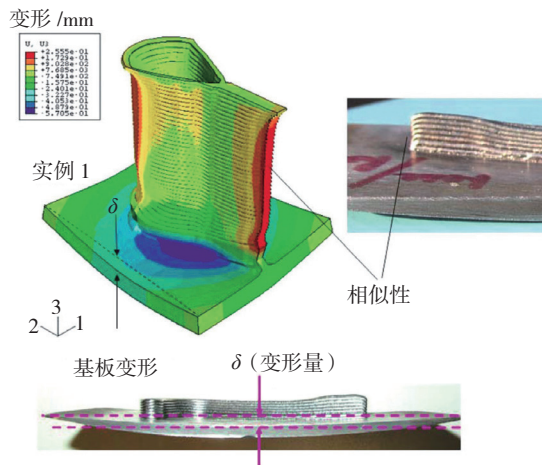 变形 /mm
U, U3
+2.555e-01
+1.729e-01
+9.028e-02
+7.685e-03
-7.491e-02
-1.575e-01
-2.401e-01
-3.227e-01
-4.053e-01
-4.879e-01
-5.705e-01
实例 1
δ
3
2
1
相似性
基板变形
δ (变形量)